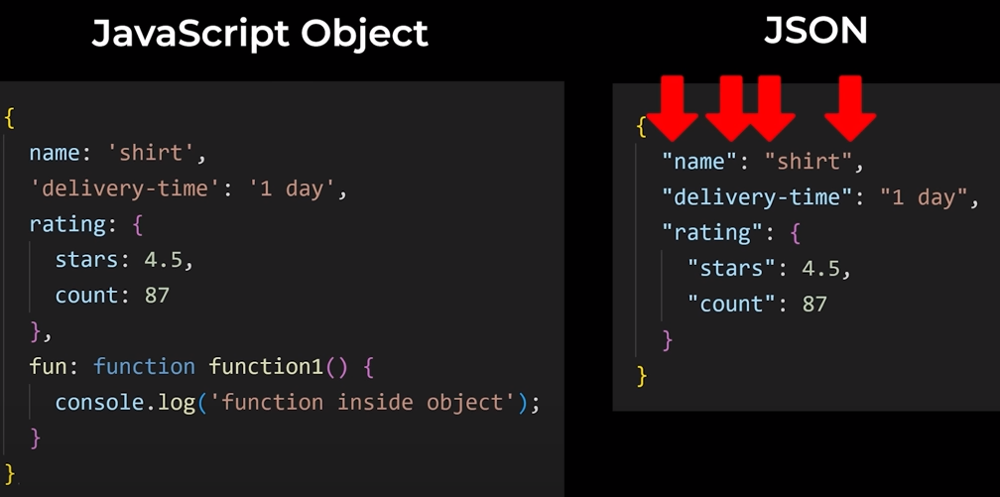 JavaScript Object
{
name: 'shirt',
'delivery-time': '1 day',
rating: {
stars: 4.5,
count: 87
},
fun: function function1() {
console.log('function inside object');
}
}
JSON
{
"name": "shirt",
"delivery-time": "1 day",
"rating": {
"stars": 4.5,
"count": 87
}
}